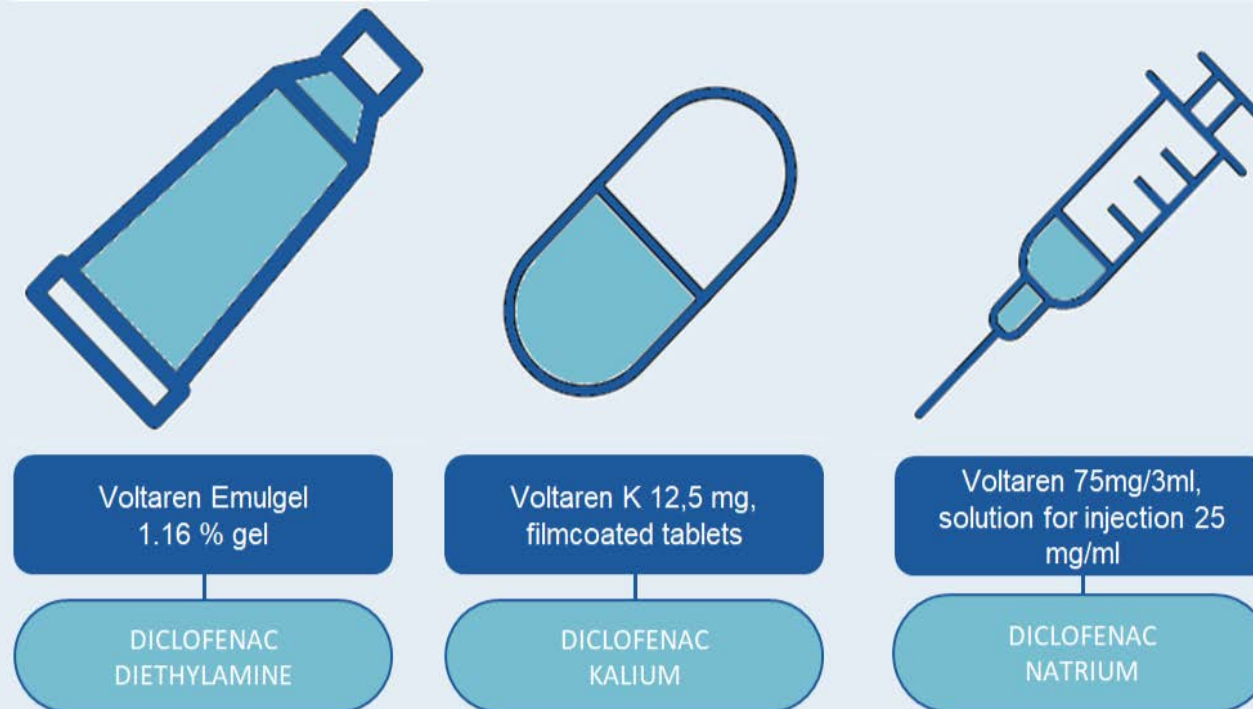 Voltaren Emulgel
1.16 % gel
DICLOFENAC
DIETHYLAMINE
Voltaren K 12,5 mg,
filmcoated tablets
DICLOFENAC
KALIUM
Voltaren 75mg/3ml,
solution for injection 25
mg/ml
DICLOFENAC
NATRIUM